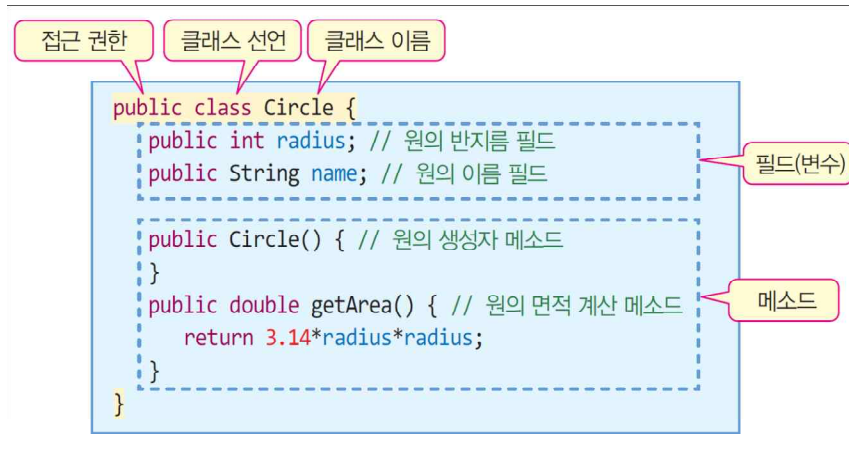 접근 권한 클래스 선언 클래스 이름
public class Circle {
public int radius; // 원의 반지름 필드
public String name; // 원의 이름 필드
필드(변수)
public Circle() { // 원의 생성자 메소드
}
public double getArea() { // 원의 면적 계산 메소드
메소드
return 3.14*radius*radius;
}
}